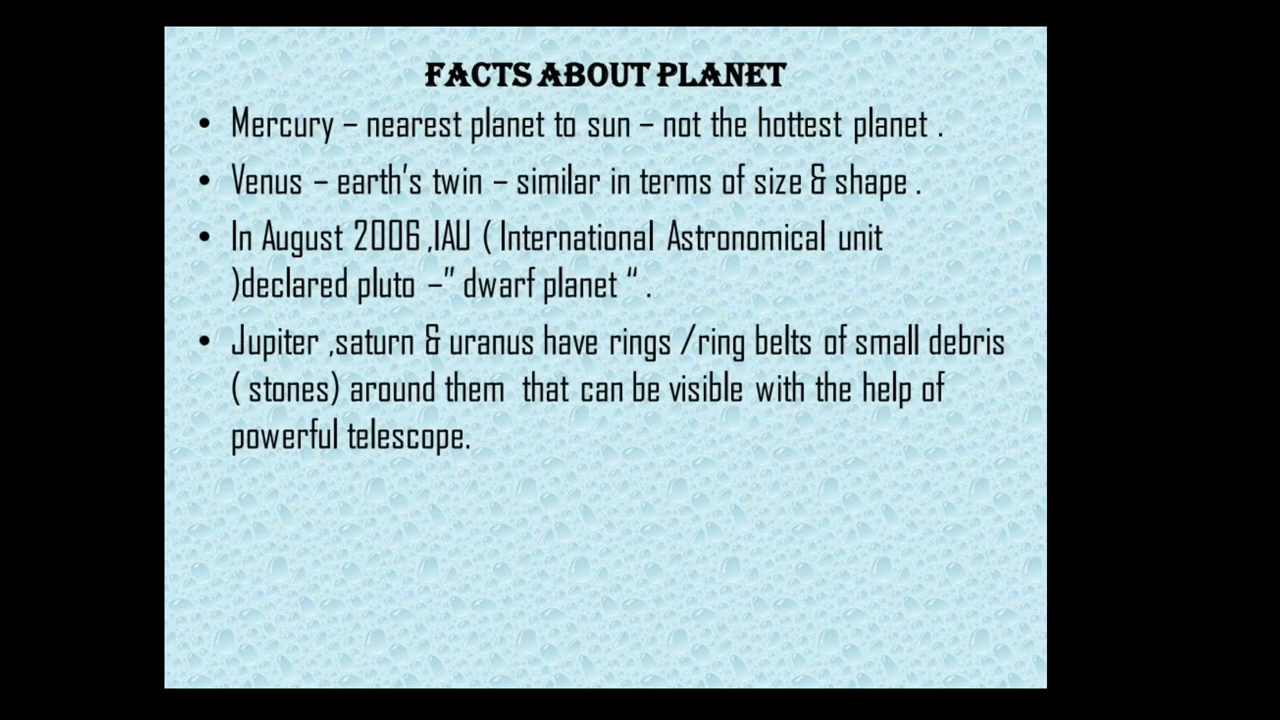 FACTS ABOUT PLANET
• Mercury – nearest planet to sun – not the hottest planet .
• Venus – earth's twin – similar in terms of size & shape .
• In August 2006 ,IAU ( International Astronomical unit
)declared pluto –” dwarf planet “ .
• Jupiter ,saturn & uranus have rings /ring belts of small debris
( stones) around them that can be visible with the help of
powerful telescope.